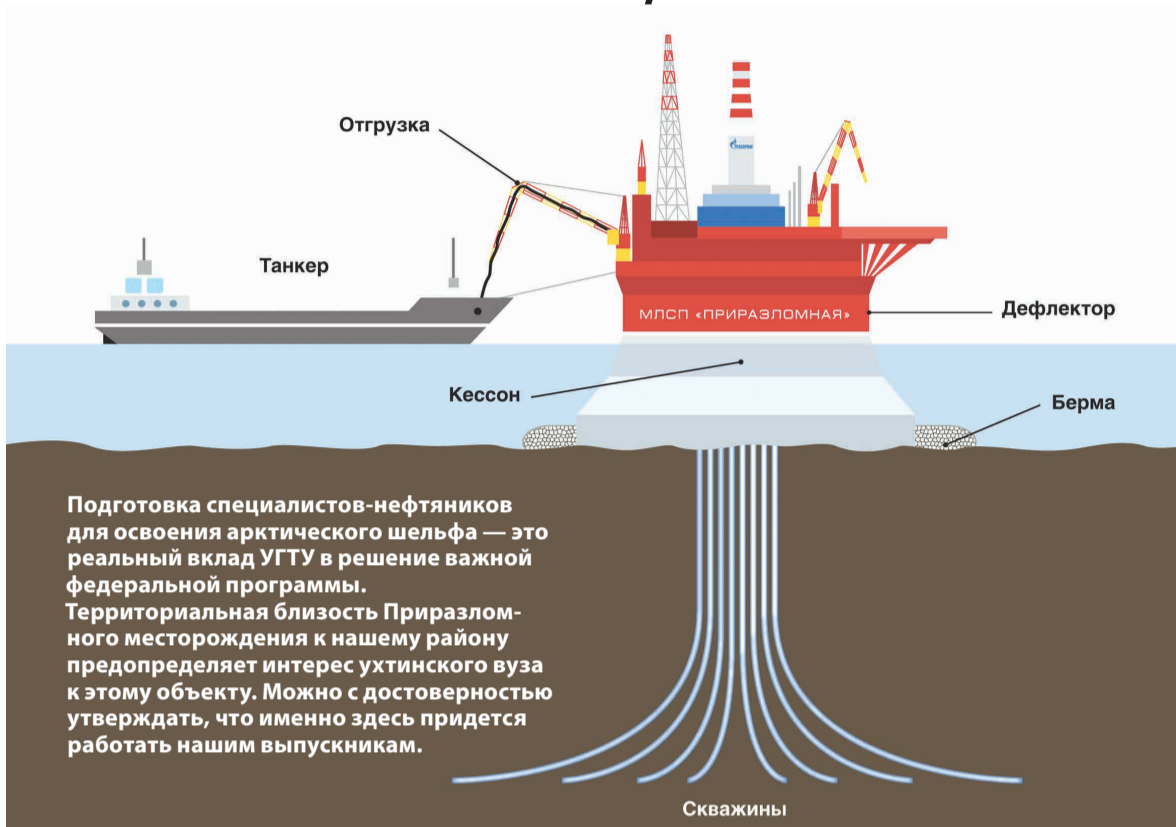 Отгрузка
Танкер
МЛСП «ПРИРАЗЛОМНАЯ»
Дефлектор
Кессон
Берма
Подготовка специалистов-нефтяников
для освоения арктического шельфа — это
реальный вклад УГТУ в решение важной
федеральной программы.
Территориальная близость Приразлом-
ного месторождения к нашему району
предопределяет интерес ухтинского вуза
к этому объекту. Можно с достоверностью
утверждать, что именно здесь придется
работать нашим выпускникам.
Скважины